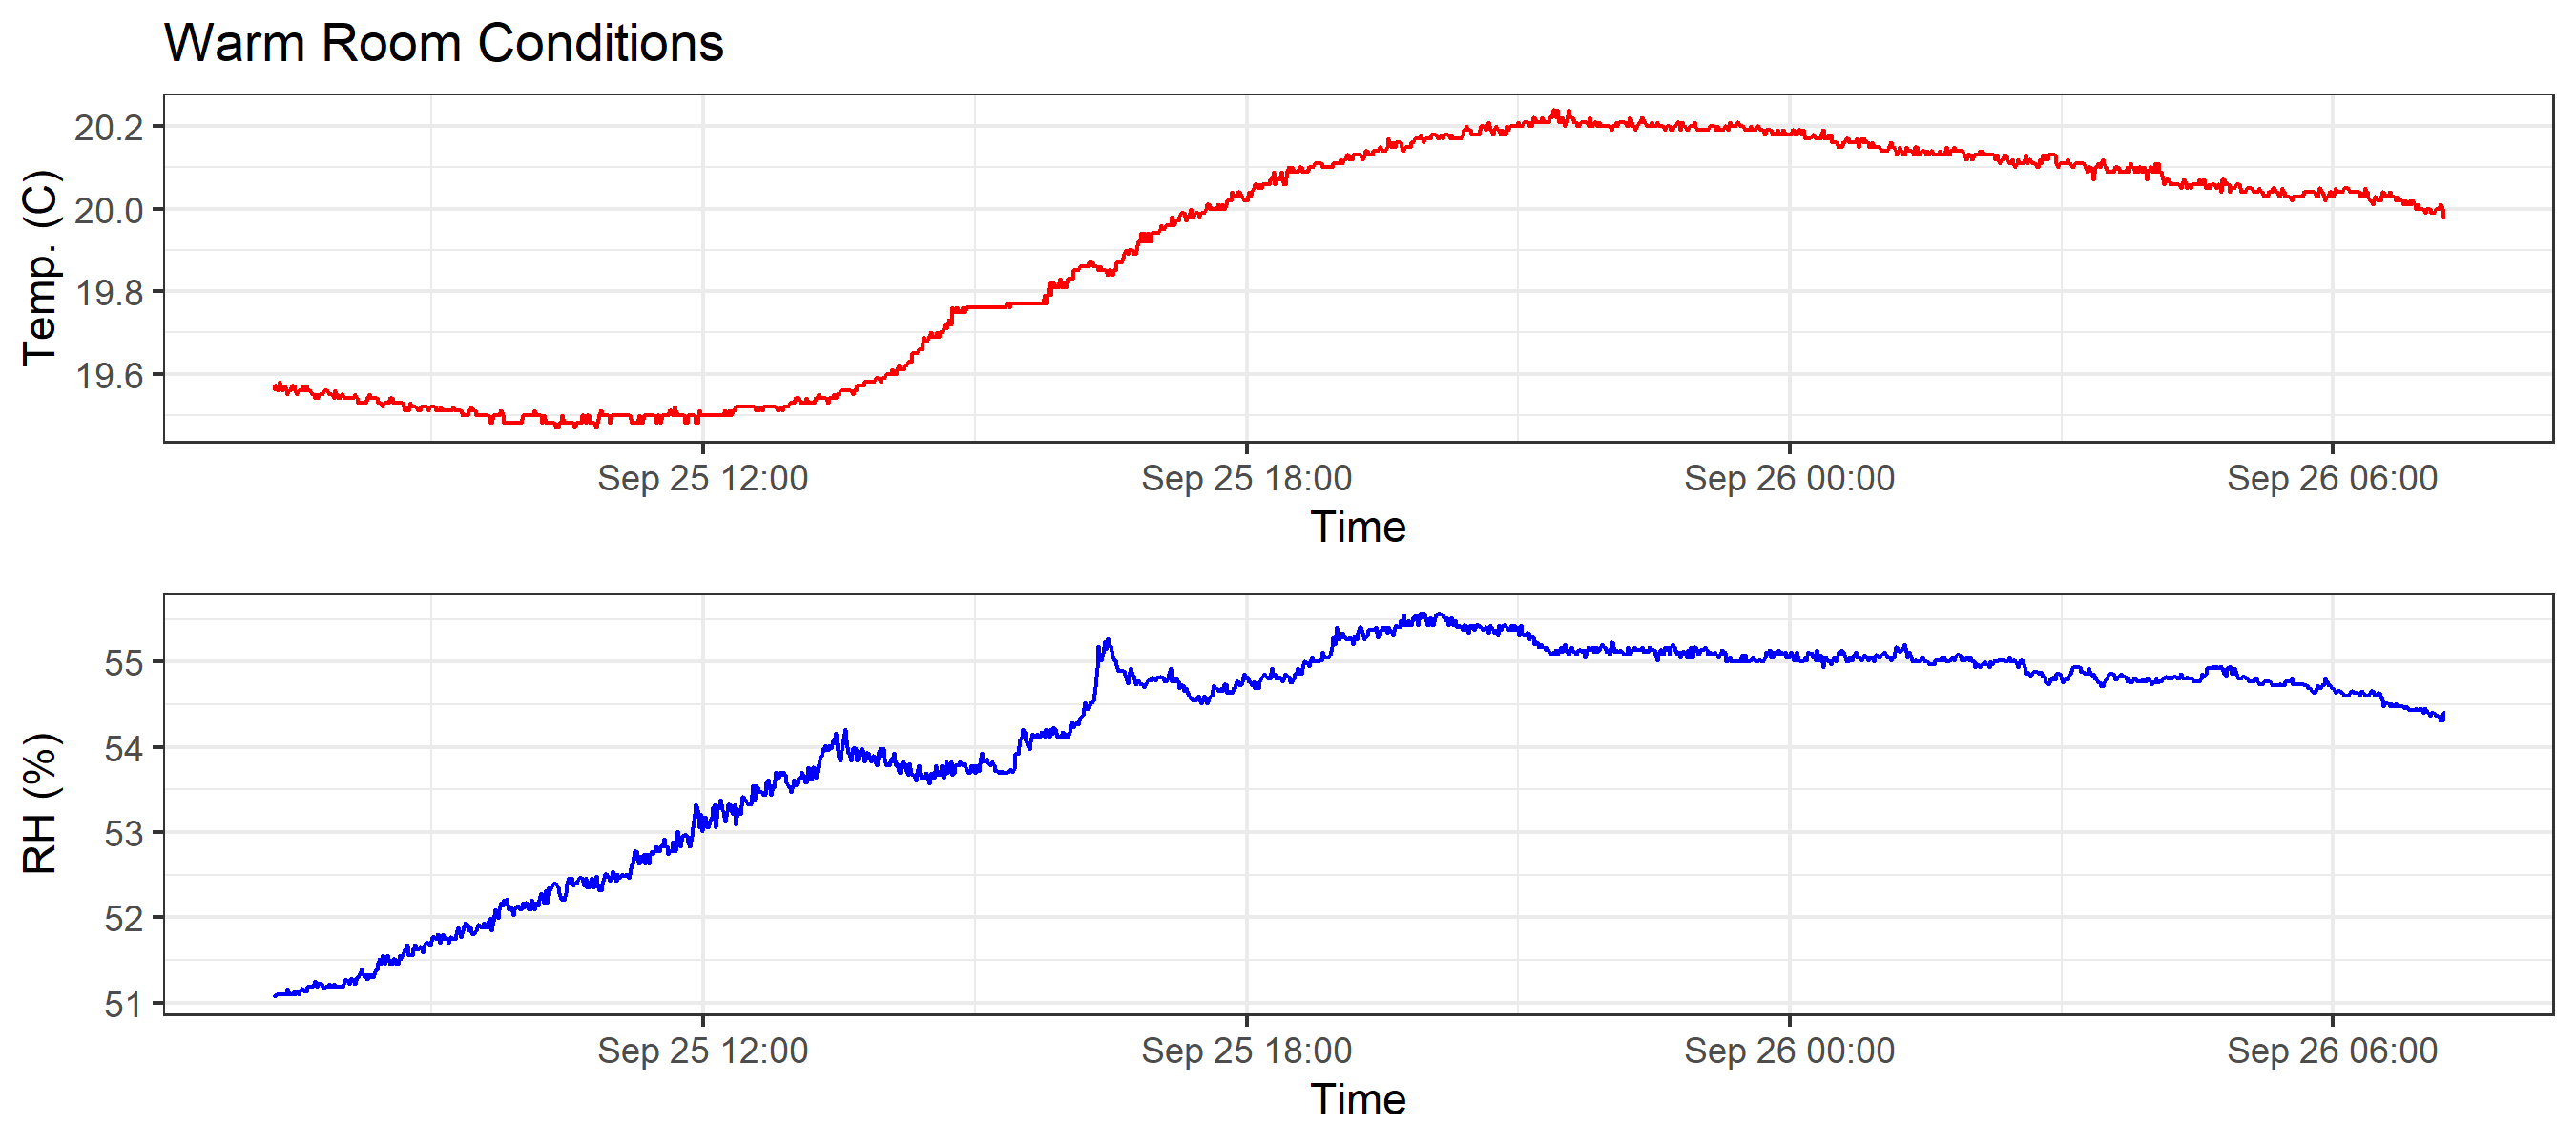 Warm Room Conditions
Temp. (C)
20.2
20.0
19.8
19.6
Sep 25 12:00 Sep 25 18:00 Sep 26 00:00 Sep 26 06:00
Time
RH (%)
55
54
53
52
51
Sep 25 12:00 Sep 25 18:00 Sep 26 00:00 Sep 26 06:00
Time